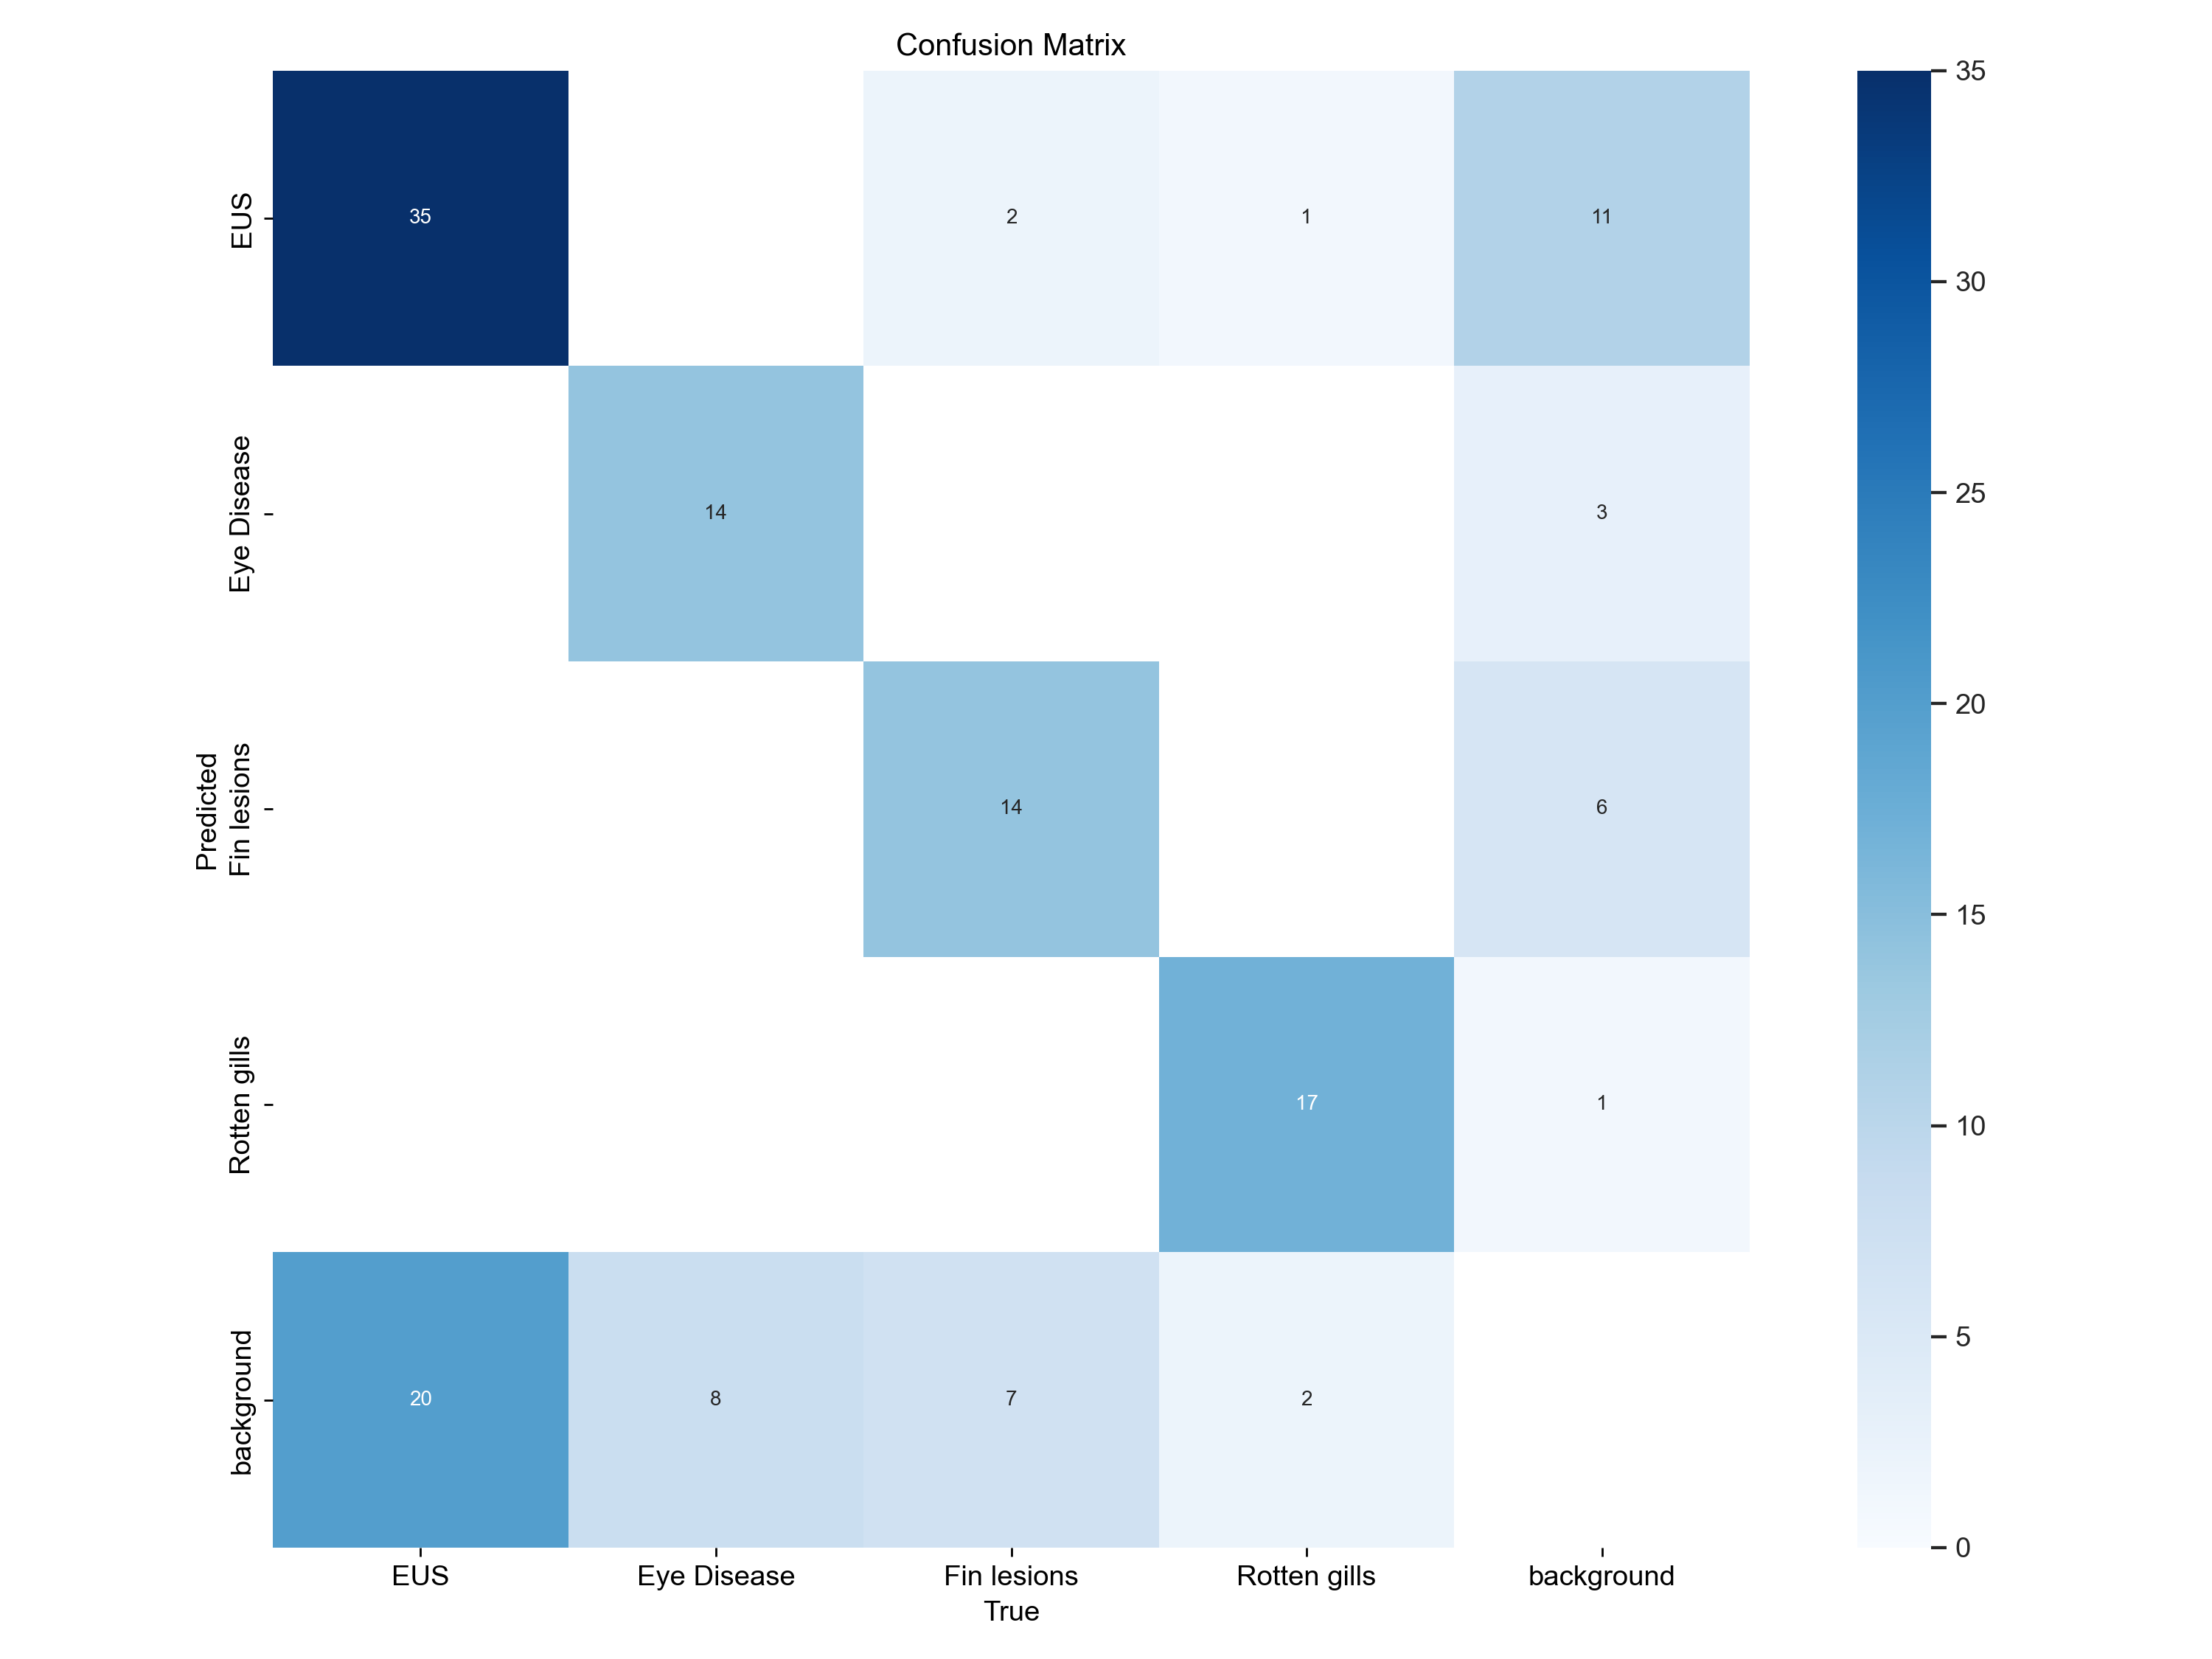 Confusion Matrix
EUS
Eye Disease
Fin lesions
Rotten gills
background
Predicted
35
2
1
11
14
3
14
6
17
1
20
8
7
2
EUS
Eye Disease
Fin lesions
Rotten gills
background
True
35
30
25
20
15
10
5
0